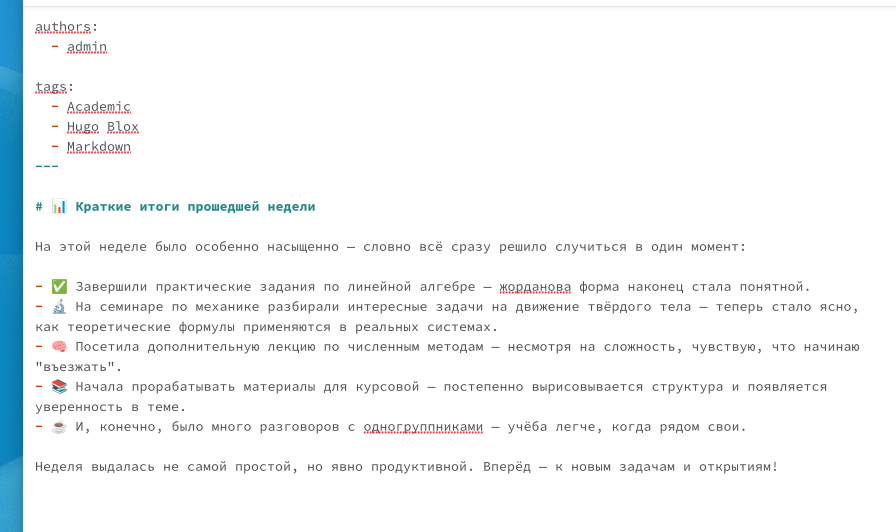 authors:
  - admin
tags:
  - Academic
  - Hugo Blox
  - Markdown
---
# 📊 Краткие итоги прошедшей недели
На этой неделе было особенно насыщенно — словно всё сразу решило случиться в один момент:
- ✅ Завершили практические задания по линейной алгебре — жорданова форма наконец стала понятной.
- 🔬 На семинаре по механике разбирали интересные задачи на движение твёрдого тела — теперь стало ясно,
как теоретические формулы применяются в реальных системах.
- 🧠 Посетила дополнительную лекцию по численным методам — несмотря на сложность, чувствую, что начинаю
"въезжать".
- 📚 Начала прорабатывать материалы для курсовой — постепенно вырисовывается структура и появляется
уверенность в теме.
- ☕ И, конечно, было много разговоров с одногруппниками — учёба легче, когда рядом свои.
Неделя выдалась не самой простой, но явно продуктивной. Вперёд — к новым задачам и открытиям!